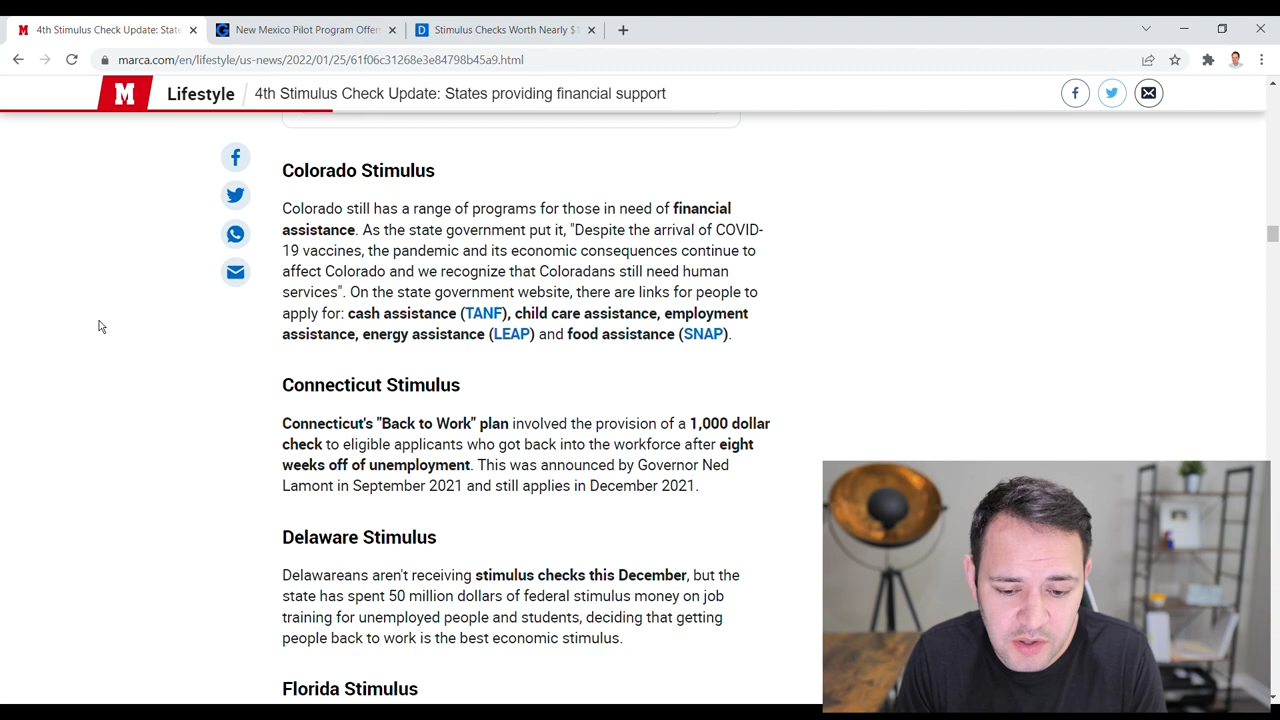 4th Stimulus Check Update: State
New Mexico Pilot Program Offer
Stimulus Checks Worth Nearly $1
marca.com/en/lifestyle/us-news/2022/01/25/61f06c31268e3e84798b45a9.html
M
Lifestyle
4th Stimulus Check Update: States providing financial support
Colorado Stimulus
Colorado still has a range of programs for those in need of financial
assistance. As the state government put it, "Despite the arrival of COVID-
19 vaccines, the pandemic and its economic consequences continue to
affect Colorado and we recognize that Coloradans still need human
services". On the state government website, there are links for people to
apply for: cash assistance (TANF), child care assistance, employment
assistance, energy assistance (LEAP) and food assistance (SNAP).
Connecticut Stimulus
Connecticut's "Back to Work" plan involved the provision of a 1,000 dollar
check to eligible applicants who got back into the workforce after eight
weeks off of unemployment. This was announced by Governor Ned
Lamont in September 2021 and still applies in December 2021.
Delaware Stimulus
Delawareans aren't receiving stimulus checks this December, but the
state has spent 50 million dollars of federal stimulus money on job
training for unemployed people and students, deciding that getting
people back to work is the best economic stimulus.
Florida Stimulus